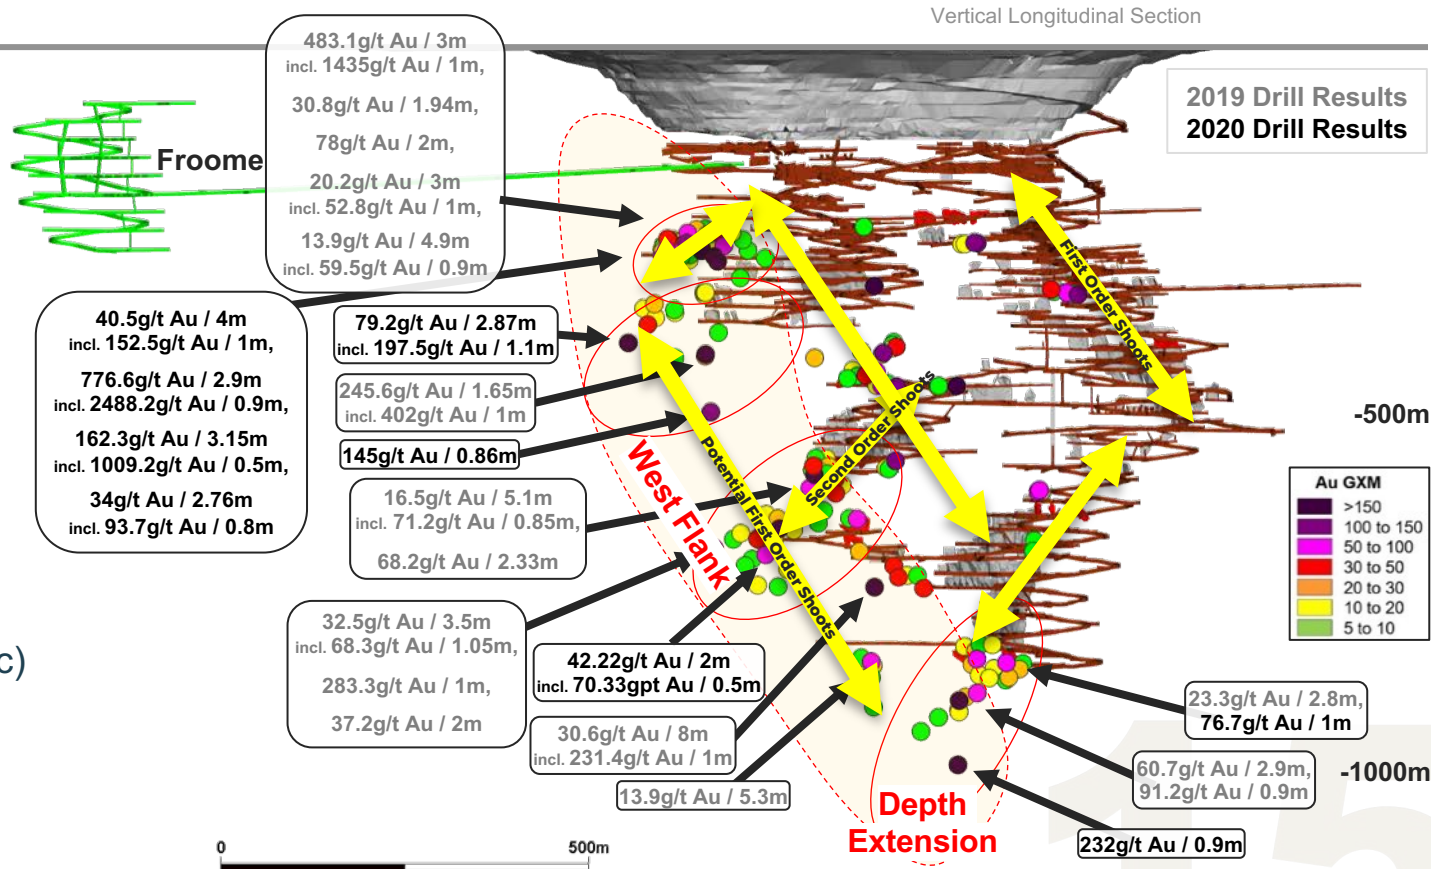 Vertical Longitudinal Section
483.1g/t Au / 3m
incl. 1435g/t Au / 1m,
30.8g/t Au / 1.94m,
78g/t Au / 2m,
20.2g/t Au / 3m
incl. 52.8g/t Au / 1m,
13.9g/t Au / 4.9m
incl. 59.5g/t Au / 0.9m
2019 Drill Results
2020 Drill Results
Froome
40.5g/t Au / 4m
incl. 152.5g/t Au / 1m,
776.6g/t Au / 2.9m
incl. 2488.2g/t Au / 0.9m,
162.3g/t Au / 3.15m
incl. 1009.2g/t Au / 0.5m,
34g/t Au / 2.76m
incl. 93.7g/t Au / 0.8m
79.2g/t Au / 2.87m
incl. 197.5g/t Au / 1.1m
245.6g/t Au / 1.65m
incl. 402g/t Au / 1m
145g/t Au / 0.86m
16.5g/t Au / 5.1m
incl. 71.2g/t Au / 0.85m,
68.2g/t Au / 2.33m
32.5g/t Au / 3.5m
incl. 68.3g/t Au / 1.05m,
283.3g/t Au / 1m,
37.2g/t Au / 2m
42.22g/t Au / 2m
incl. 70.33gpt Au / 0.5m
30.6g/t Au / 8m
incl. 231.4g/t Au / 1m
13.9g/t Au / 5.3m
West Flank
Potential First Order Shoots
Second Order Shoots
First Order Shoots
-500m
Au GXM
>150
100 to 150
50 to 100
30 to 50
20 to 30
10 to 20
5 to 10
23.3g/t Au / 2.8m,
76.7g/t Au / 1m
60.7g/t Au / 2.9m,
91.2g/t Au / 0.9m
-1000m
232g/t Au / 0.9m
Depth
Extension
c)
0 500m
15